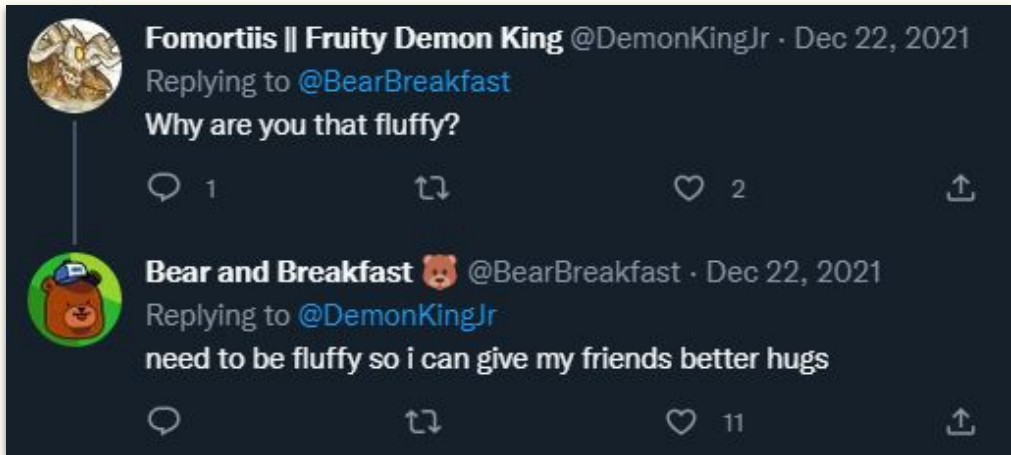 Fomortiis || Fruity Demon King @DemonKingJr · Dec 22, 2021
Replying to @BearBreakfast
Why are you that fluffy?
1 2
Bear and Breakfast 🐻 @BearBreakfast · Dec 22, 2021
Replying to @DemonKingJr
need to be fluffy so i can give my friends better hugs
11